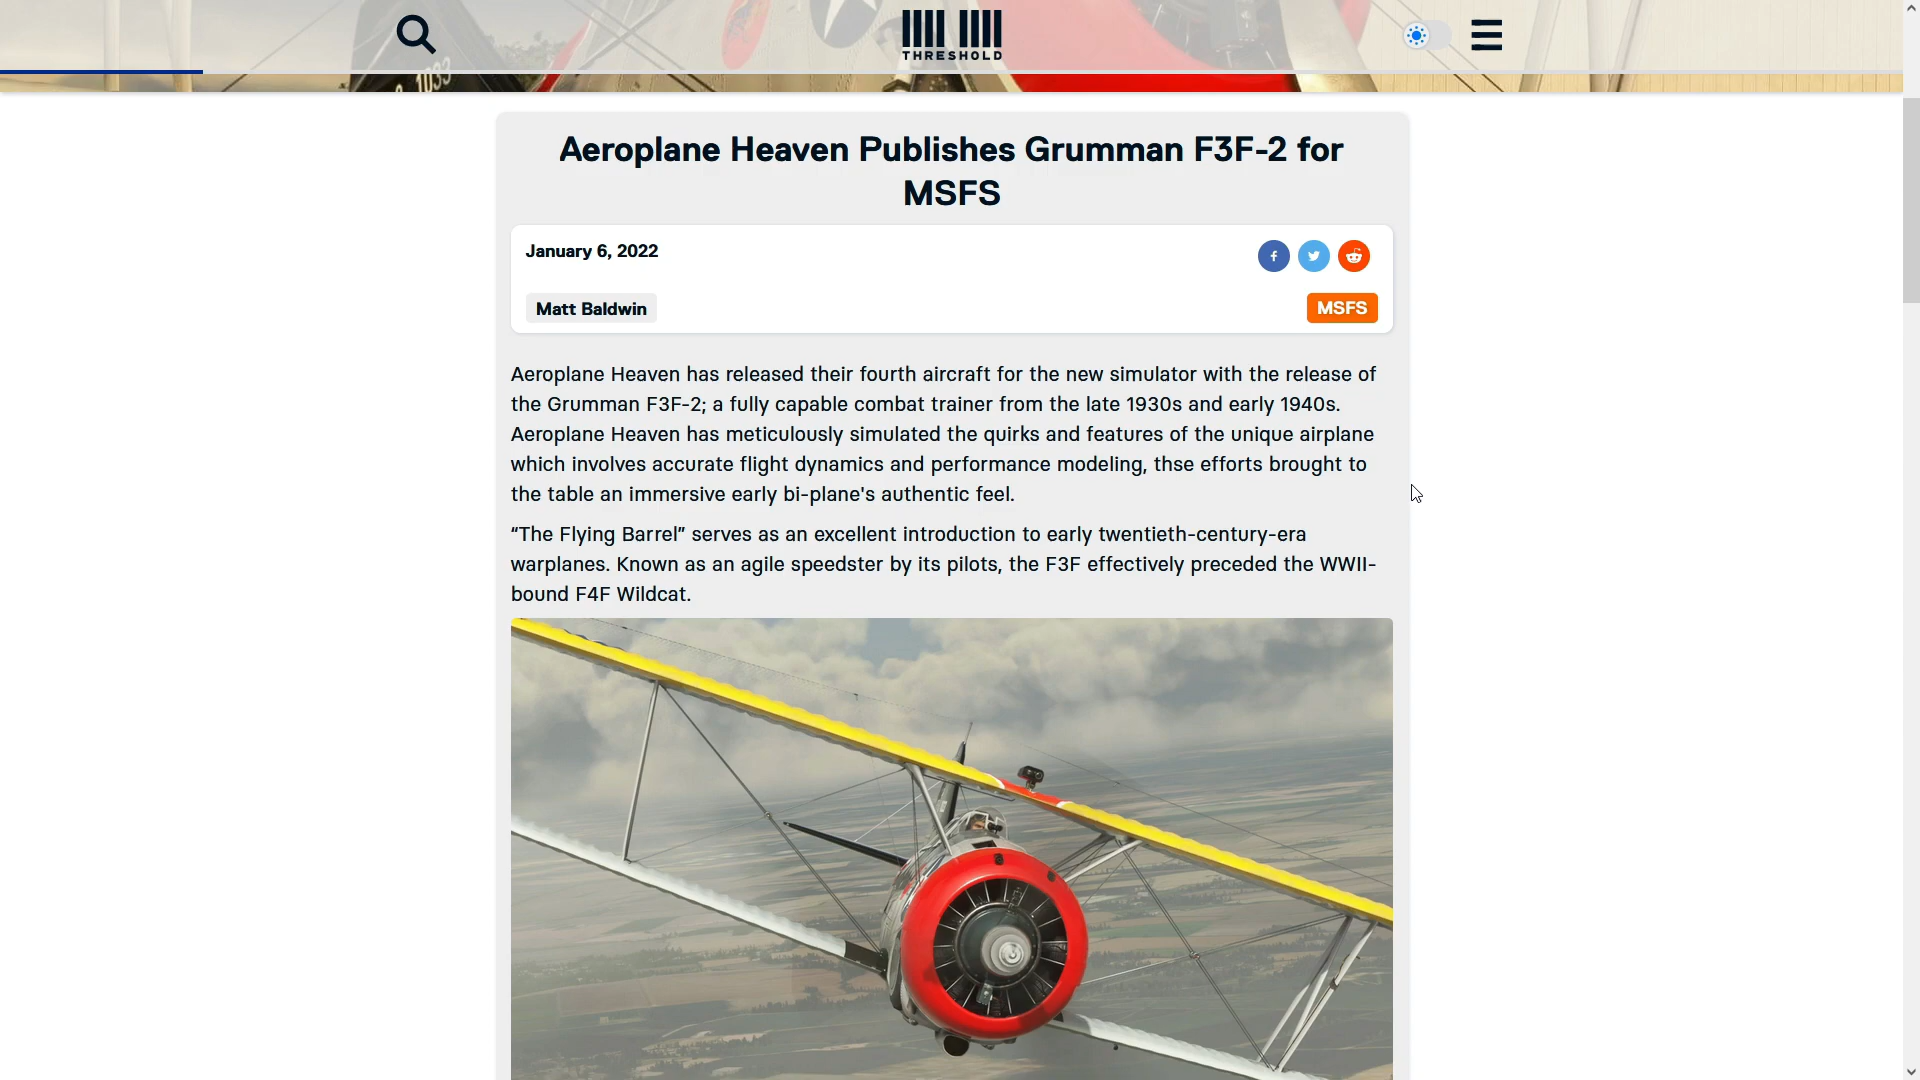 1033
THRESHOLD
Aeroplane Heaven Publishes Grumman F3F-2 for
MSFS
January 6, 2022
Matt Baldwin
MSFS
Aeroplane Heaven has released their fourth aircraft for the new simulator with the release of
the Grumman F3F-2; a fully capable combat trainer from the late 1930s and early 1940s.
Aeroplane Heaven has meticulously simulated the quirks and features of the unique airplane
which involves accurate flight dynamics and performance modeling, thse efforts brought to
the table an immersive early bi-plane's authentic feel.
“The Flying Barrel” serves as an excellent introduction to early twentieth-century-era
warplanes. Known as an agile speedster by its pilots, the F3F effectively preceded the WWII-
bound F4F Wildcat.